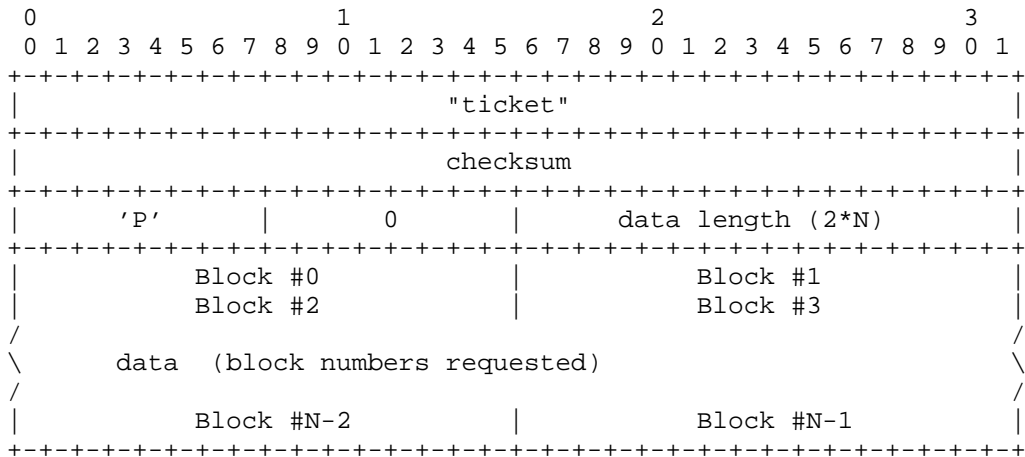 0                   1                   2                   3
 0 1 2 3 4 5 6 7 8 9 0 1 2 3 4 5 6 7 8 9 0 1 2 3 4 5 6 7 8 9 0 1
+-+-+-+-+-+-+-+-+-+-+-+-+-+-+-+-+-+-+-+-+-+-+-+-+-+-+-+-+-+-+-+-+
|                           "ticket"                            |
+-+-+-+-+-+-+-+-+-+-+-+-+-+-+-+-+-+-+-+-+-+-+-+-+-+-+-+-+-+-+-+-+
|                           checksum                            |
+-+-+-+-+-+-+-+-+-+-+-+-+-+-+-+-+-+-+-+-+-+-+-+-+-+-+-+-+-+-+-+-+
|      ’P’      |       0       |      data length (2*N)        |
+-+-+-+-+-+-+-+-+-+-+-+-+-+-+-+-+-+-+-+-+-+-+-+-+-+-+-+-+-+-+-+-+
|           Block #0            |           Block #1            |
|           Block #2            |           Block #3            |
/                                                               /
\      data  (block numbers requested)                          \
/                                                               /
|           Block #N-2          |           Block #N-1          |
+-+-+-+-+-+-+-+-+-+-+-+-+-+-+-+-+-+-+-+-+-+-+-+-+-+-+-+-+-+-+-+-+